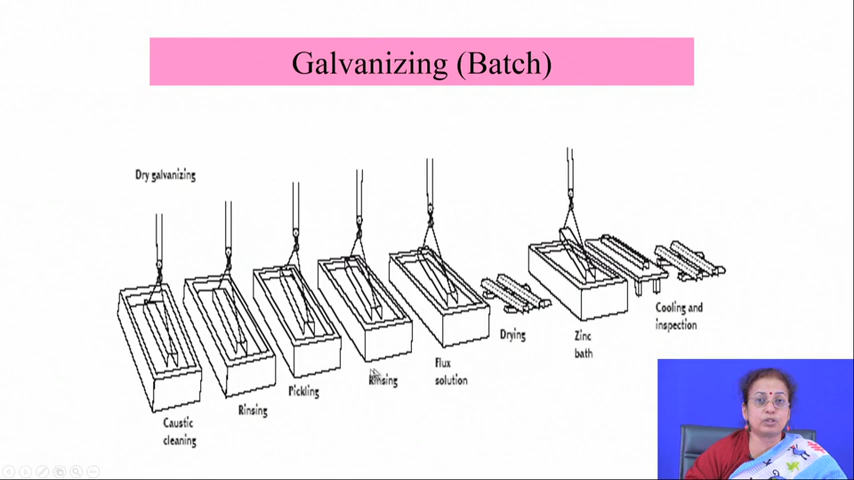 Galvanizing (Batch)
Dry galvanizing
Caustic
cleaning
Rinsing
Pickling
Rinsing
Flux
solution
Drying
Zinc
bath
Cooling and
inspection